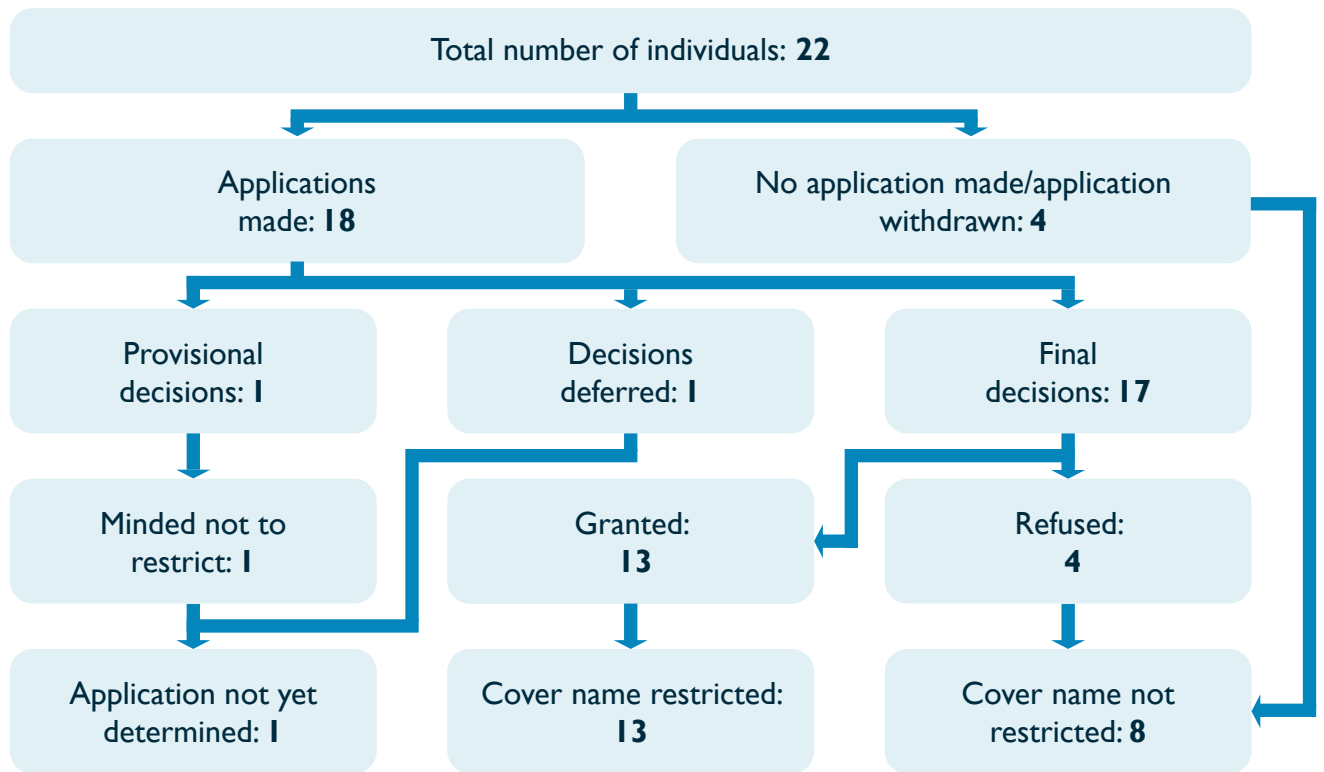 Total number of individuals: 22
Applications
made: 18
No application made/application
withdrawn: 4
Provisional
decisions: 1
Decisions
deferred: 1
Final
decisions: 17
Minded not to
restrict: 1
Granted:
13
Refused:
4
Application not yet
determined: 1
Cover name restricted:
13
Cover name not
restricted: 8